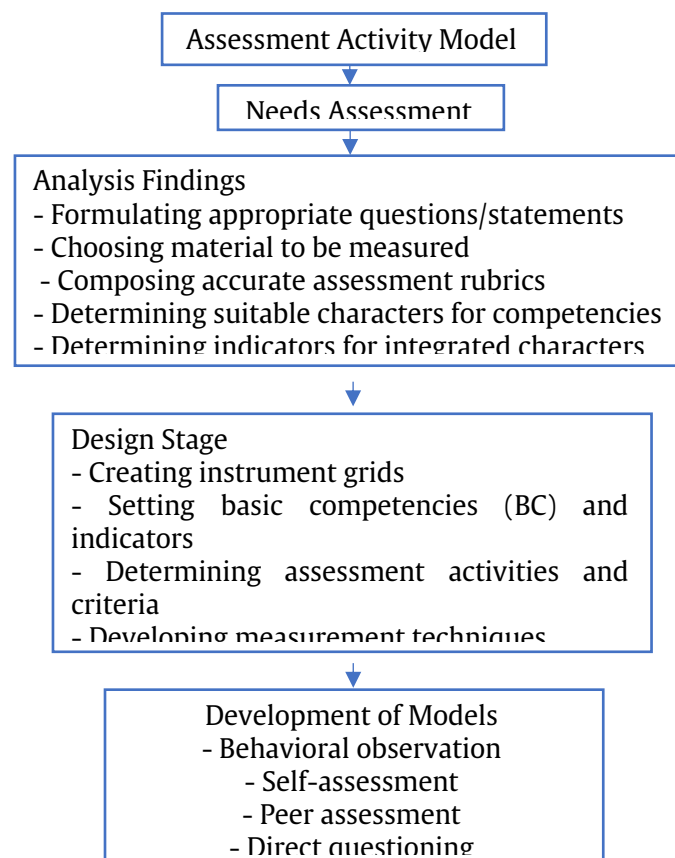 Assessment Activity Model
Needs Assessment
Analysis Findings
- Formulating appropriate questions/statements
- Choosing material to be measured
- Composing accurate assessment rubrics
- Determining suitable characters for competencies
- Determining indicators for integrated characters
Design Stage
- Creating instrument grids
- Setting basic competencies (BC) and
indicators
- Determining assessment activities and
criteria
- Developing measurement techniques
Development of Models
- Behavioral observation
- Self-assessment
- Peer assessment
- Direct questioning